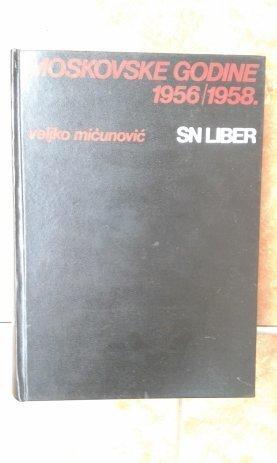 MOSKOVSKE GODINE
1956/1958.
veljko mićunović
SN LIBER